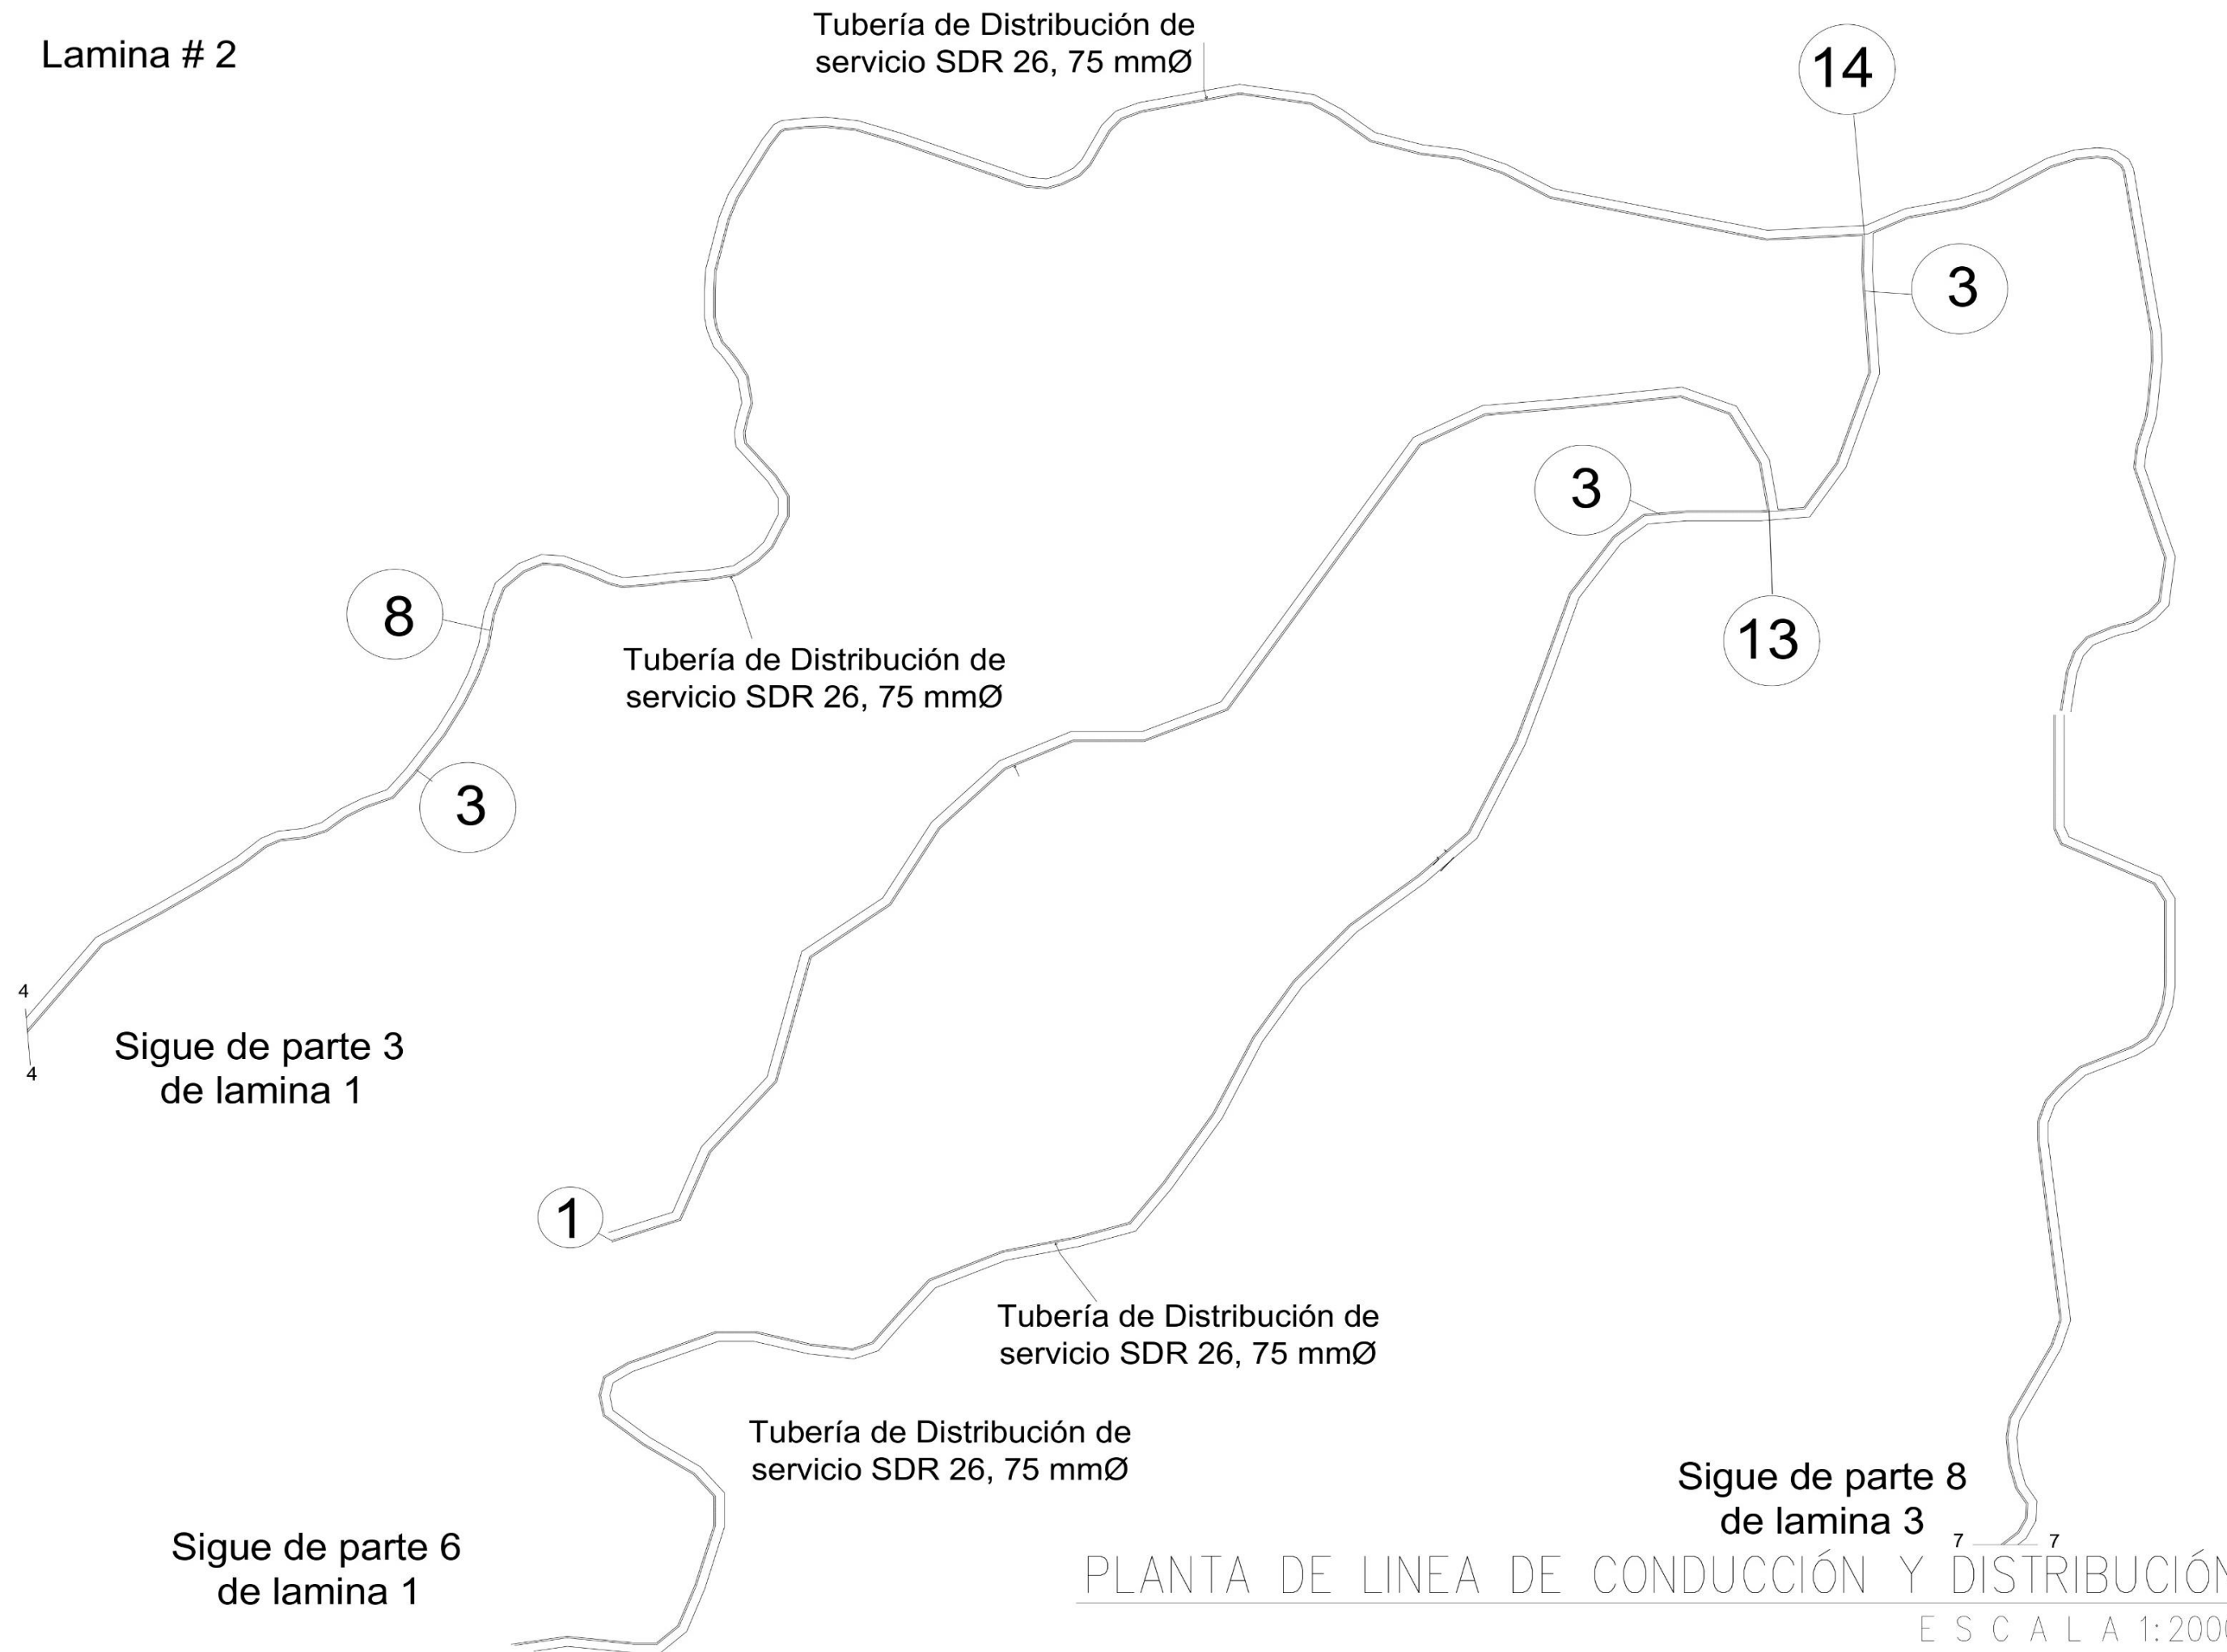 Lamina # 2
Tubería de Distribución de
servicio SDR 26, 75 mmØ
14
3
3
8
13
Tubería de Distribución de
servicio SDR 26, 75 mmØ
3
4
4
Sigue de parte 3
de lamina 1
1
Tubería de Distribución de
servicio SDR 26, 75 mmØ
Tubería de Distribución de
servicio SDR 26, 75 mmØ
Sigue de parte 8
de lamina 3
7 7
Sigue de parte 6
de lamina 1
PLANTA DE LINEA DE CONDUCCIÓN Y DISTRIBUCIÓN
ESCALA 1:200